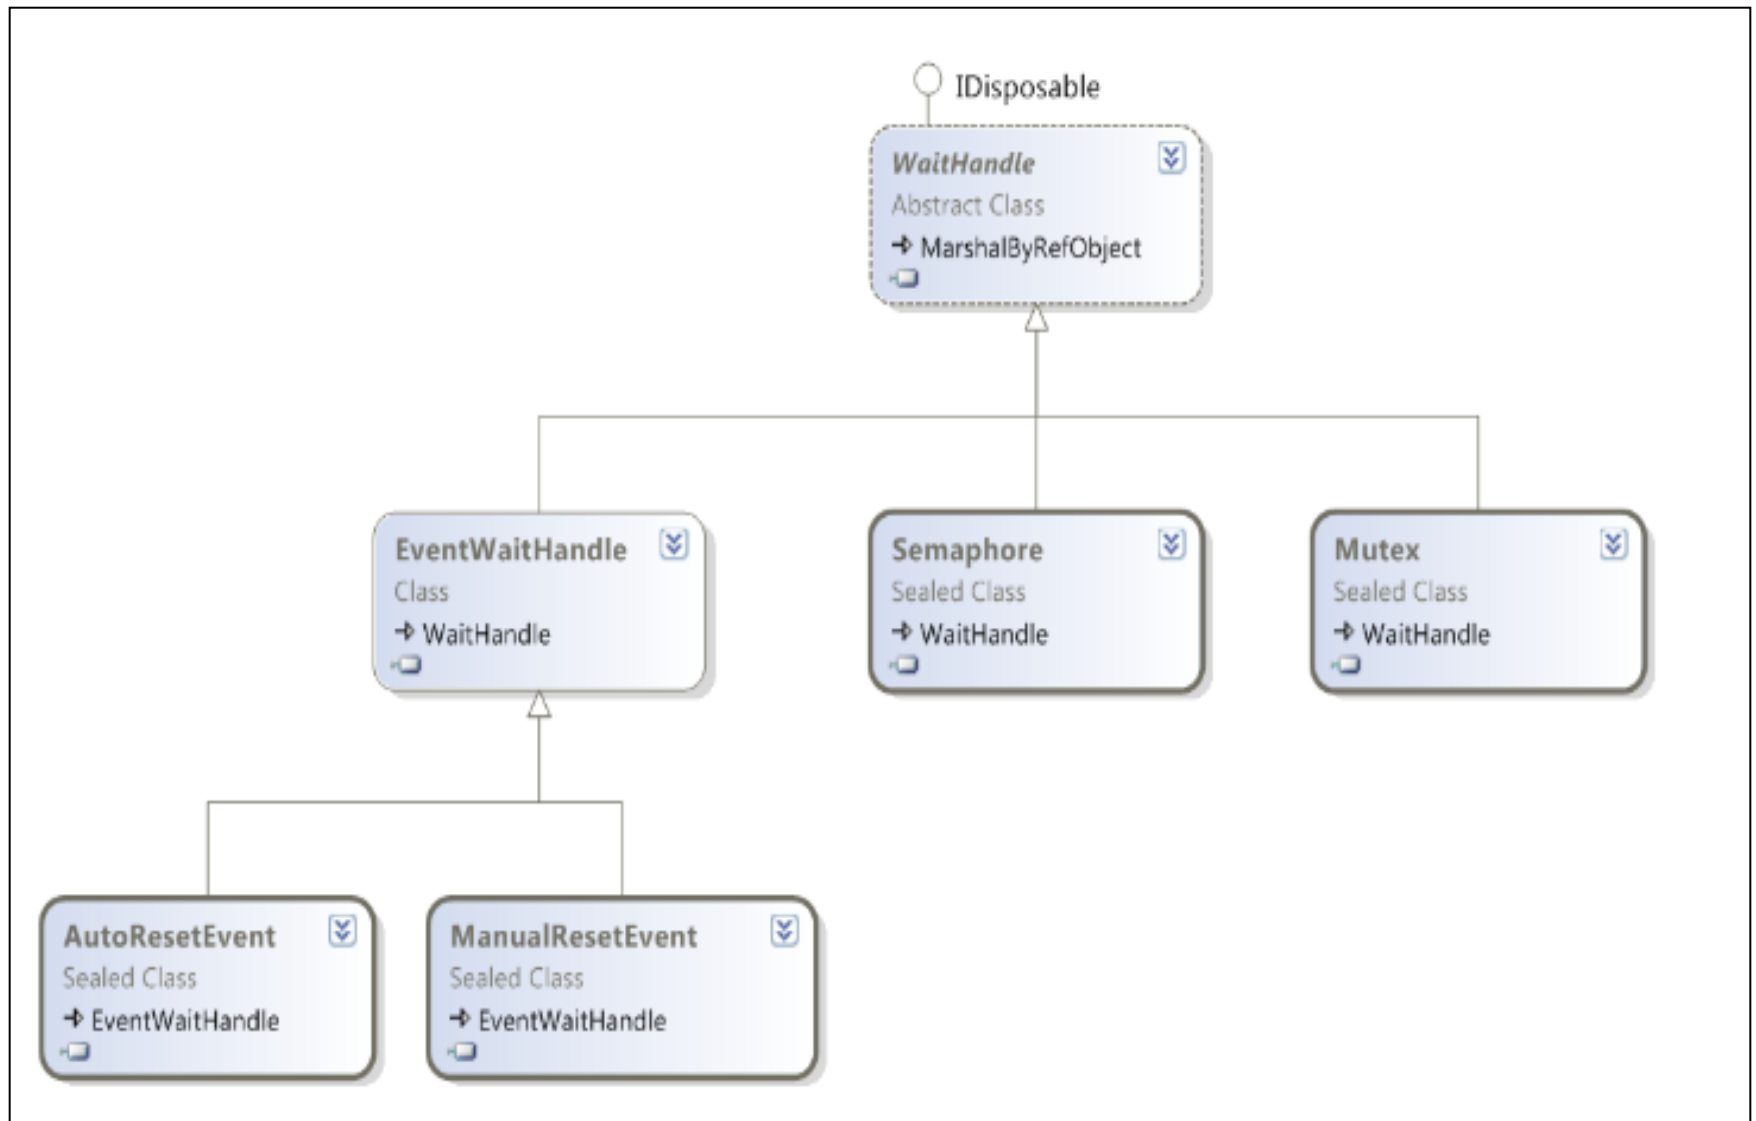 IDisposable
WaitHandle
Abstract Class
MarshalByRefObject
EventWaitHandle
Class
WaitHandle
Semaphore
Sealed Class
WaitHandle
Mutex
Sealed Class
WaitHandle
AutoResetEvent
Sealed Class
EventWaitHandle
ManualResetEvent
Sealed Class
EventWaitHandle